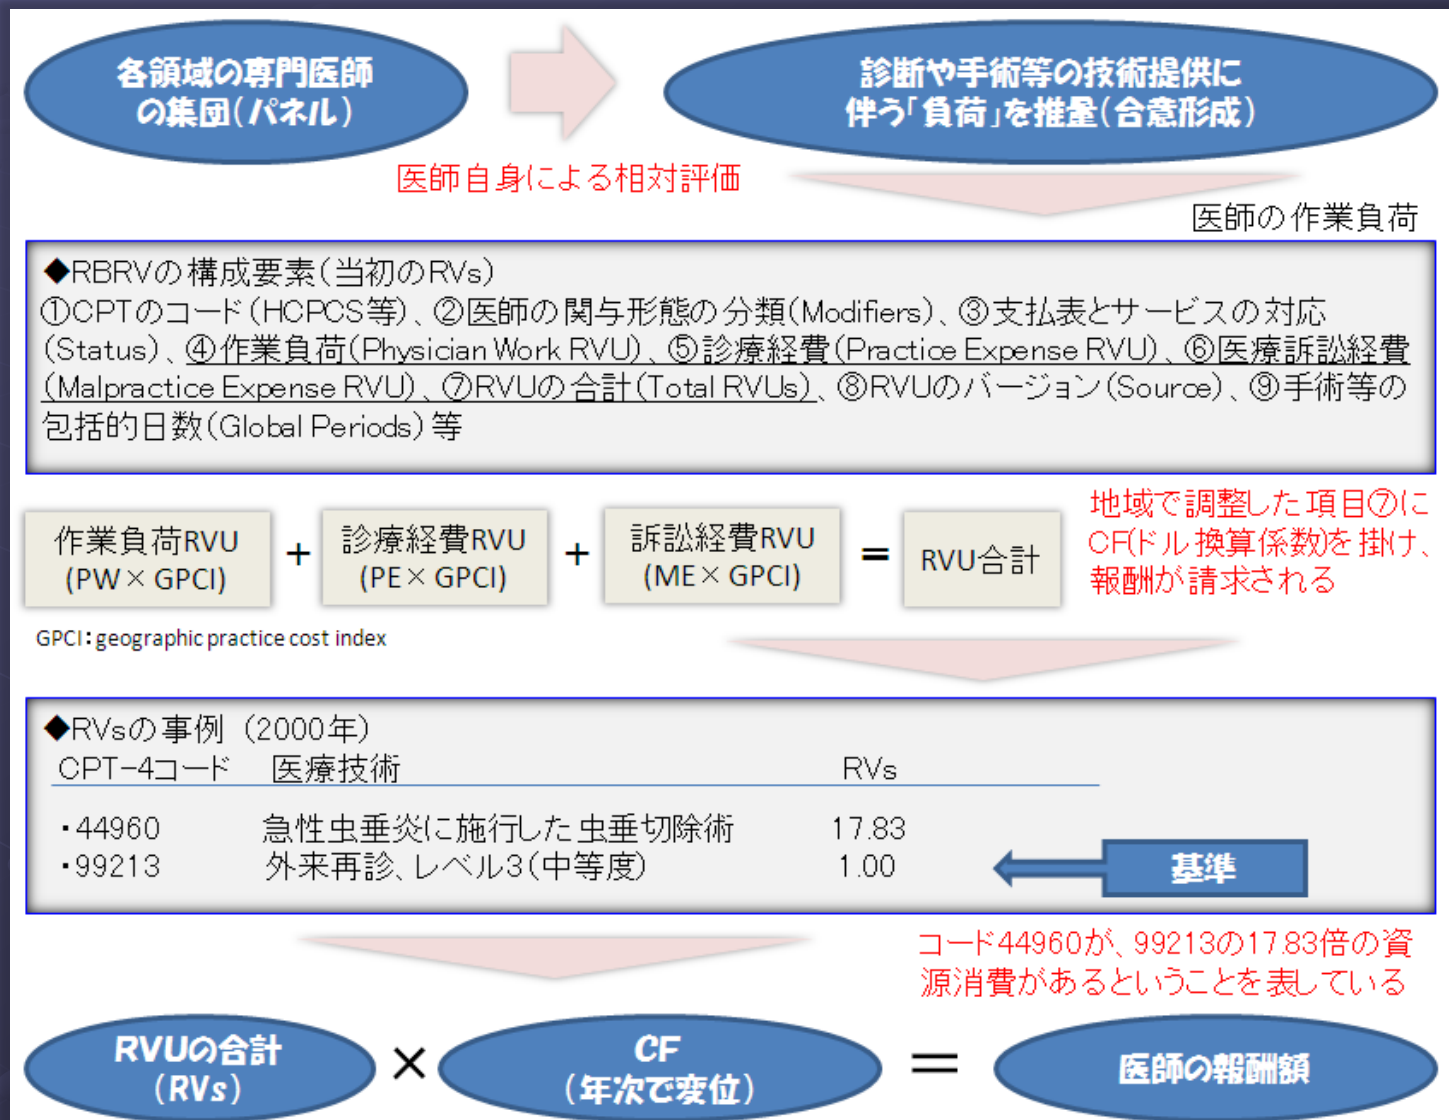 各領域の専門医師
の集団(パネル)
診断や手術等の技術提供に
伴う「負荷」を推量(合意形成)
医師自身による相対評価
医師の作業負荷
◆RBRVの構成要素(当初のRVs)
①CPTのコード(HCPCS等)、②医師の関与形態の分類(Modifiers)、③支払表とサービスの対応
(Status)、④作業負荷(Physician Work RVU)、⑤診療経費(Practice Expense RVU)、⑥医療訴訟経費
(Malpractice Expense RVU)、⑦RVUの合計(Total RVUs)、⑧RVUのバージョン(Source)、⑨手術等の
包括的日数(Global Periods)等
作業負荷RVU
(PW×GPCI)
+
診療経費RVU
(PE×GPCI)
+
訴訟経費RVU
(ME×GPCI)
=
RVU合計
地域で調整した項目⑦に
CF(ドル換算係数)を掛け、
報酬が請求される
GPCI:geographic practice cost index
◆RVsの事例 (2000年)
CPT-4コード 医療技術 RVs
・44960 急性虫垂炎に施行した虫垂切除術 17.83
・99213 外来再診、レベル3(中等度) 1.00
基準
コード44960が、99213の17.83倍の資
源消費があるということを表している
RVUの合計
(RVs)
×
CF
(年次で変位)
=
医師の報酬額